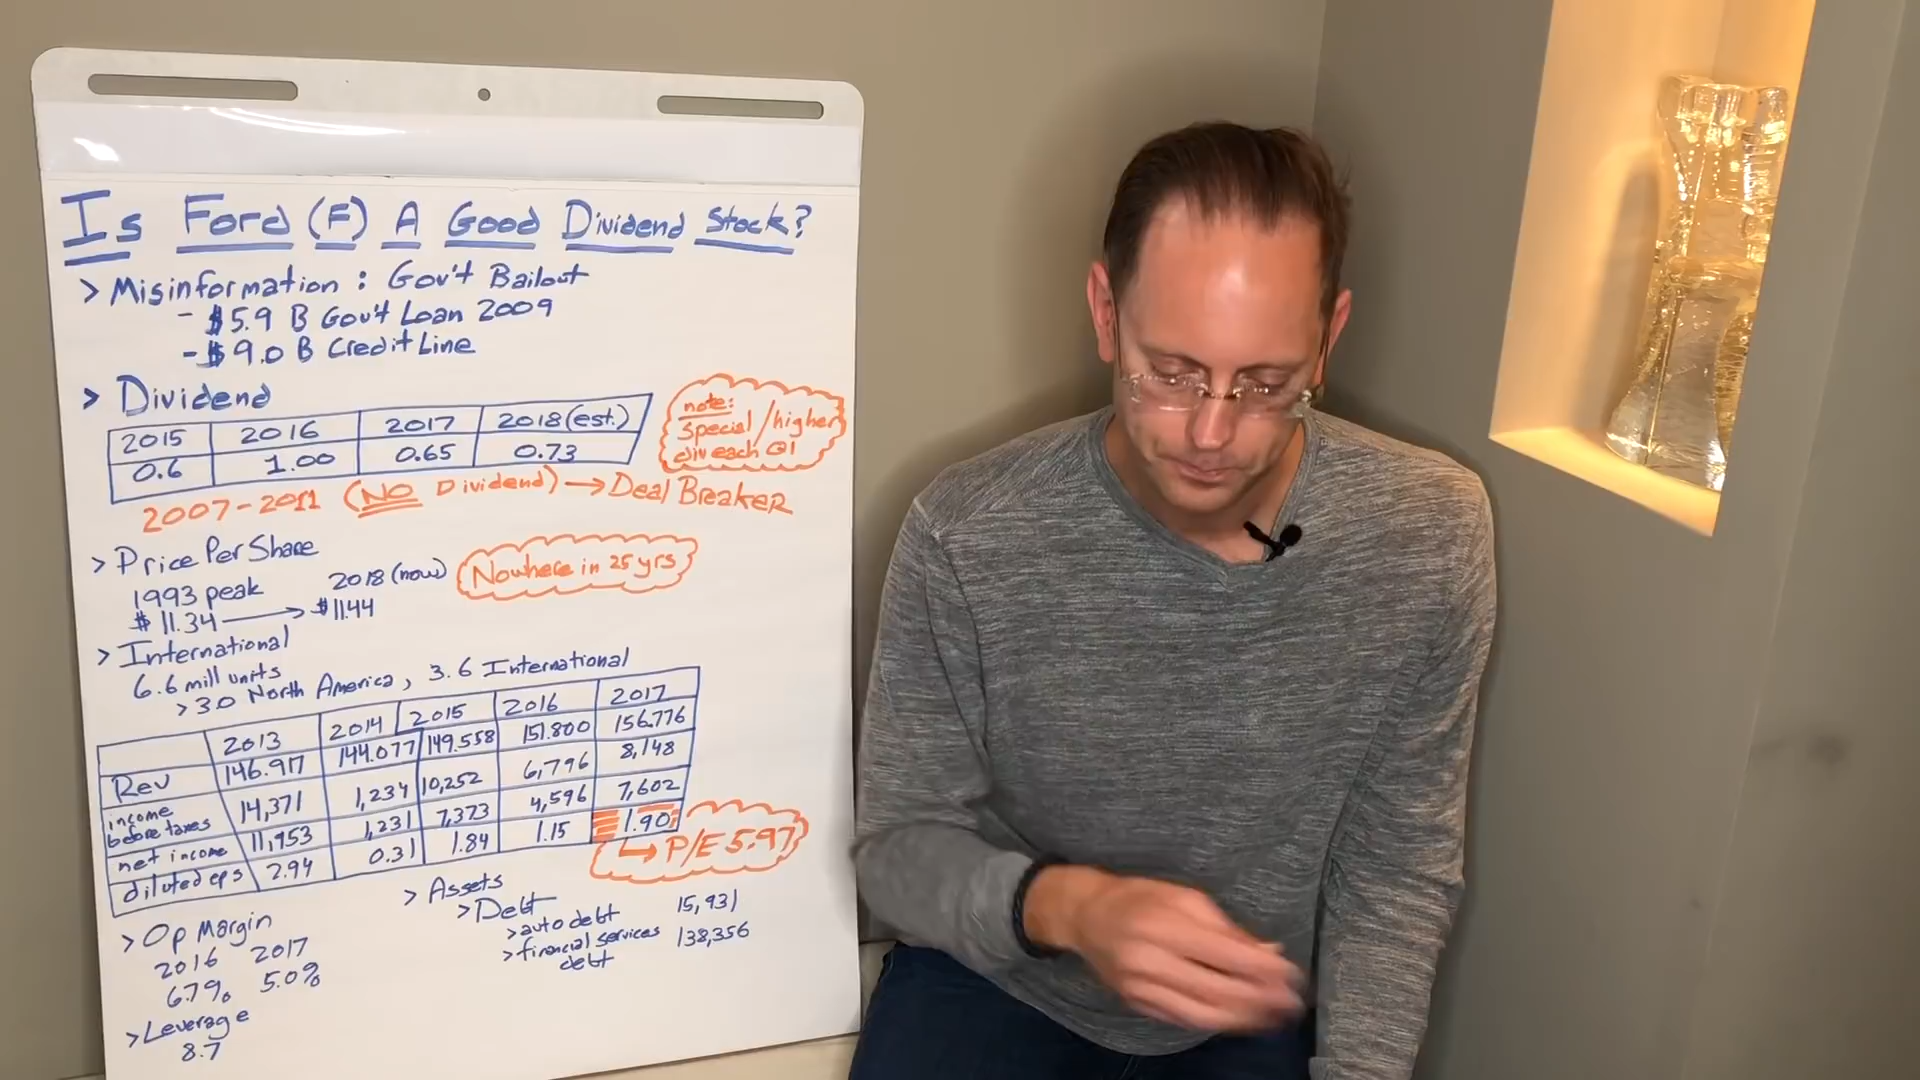 Is Ford (F) A Good Dividend Stock?
> Misinformation : Gov't Bailout
- $5.9 B Gov't Loan 2009
- $9.0 B Credit Line
> Dividend
2015 2016 2017 2018 (est.)
0.6 1.00 0.65 0.73
note:
Special / higher
div each Q1
2007-2011 (NO Dividend) → Deal Breaker
> Price Per Share
1993 peak 2018 (now)
$11.34 → $11.44
Nowhere in 25 yrs
> International
6.6 mill units
> 3.0 North America, 3.6 International
2013 2014 2015 2016 2017
Rev 146.917 144.077 149.558 151.800 156.776
income before taxes 14,371 1,234 10,252 6,796 8,148
net income 11,953 1,231 7,373 4,596 7,602
diluted eps 2.94 0.31 1.84 1.15 1.90
→ P/E 5.97
> Op Margin
2016 2017
6.7% 5.0%
> Leverage
8.7
> Assets
> Debt
> auto debt 15,931
> financial services 138,356
debt